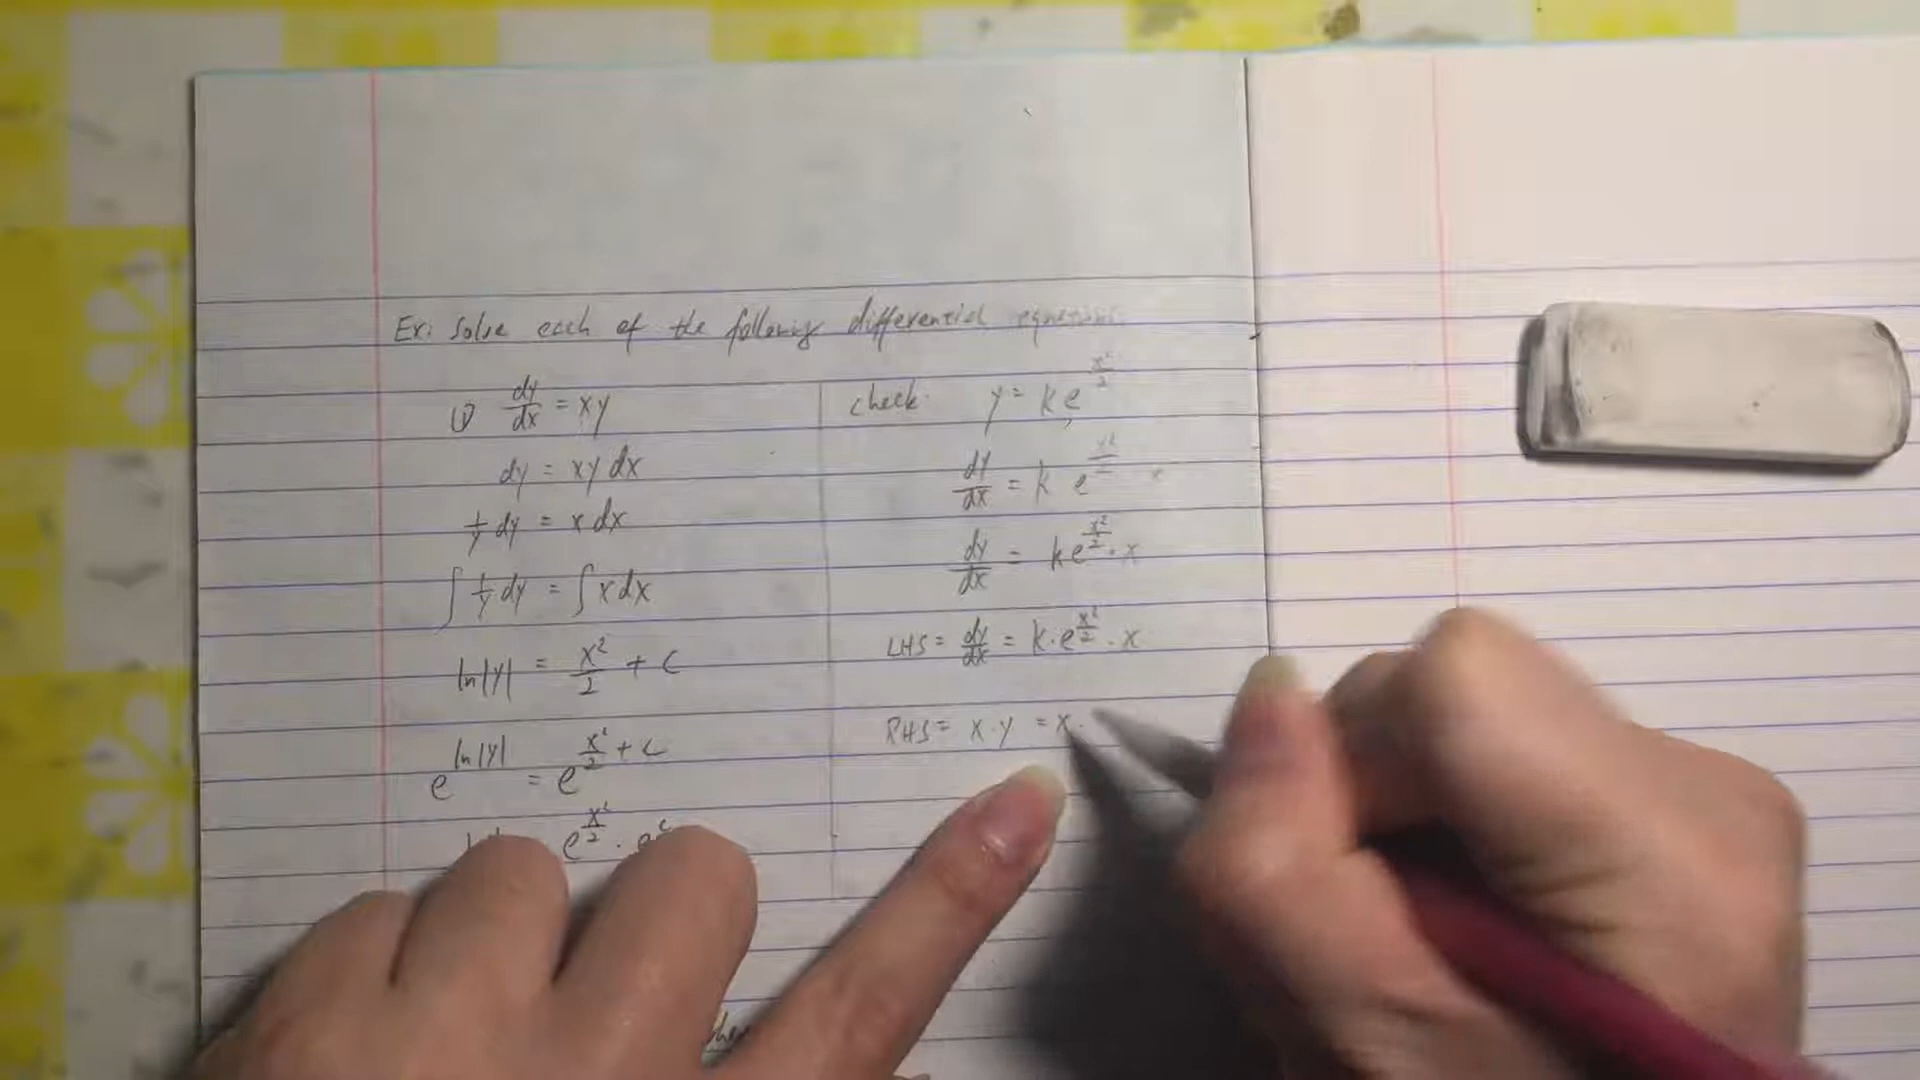 Ex: Solve each of the following differential equations.
(1) dy/dx = xy
dy = xy dx
1/y dy = x dx
∫ 1/y dy = ∫ x dx
ln|y| = x²/2 + c
e^(ln|y|) = e^(x²/2 + c)
e^(x²/2) · e^c
check: y = k e^(x²/2)
dy/dx = k e^(x²/2) x
dy/dx = k e^(x²/2) · x
LHS = dy/dx = k · e^(x²/2) · x
RHS = x · y = x ·